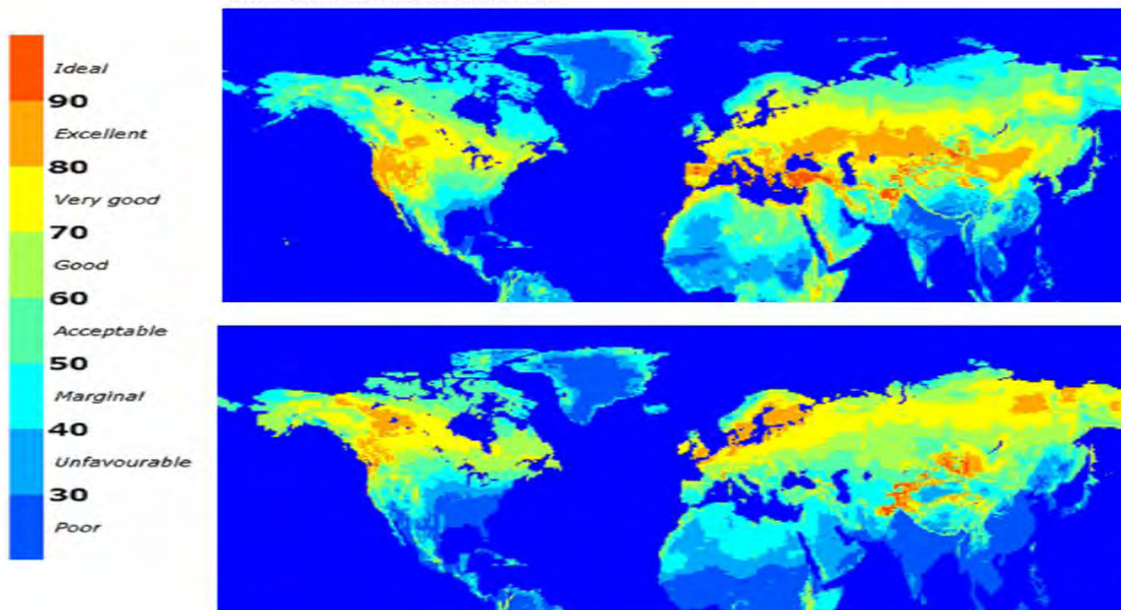 Ideal
90
Excellent
80
Very good
70
Good
60
Acceptable
50
Marginal
40
Unfavourable
30
Poor